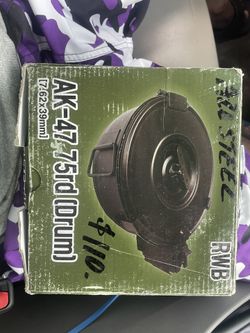 AK-47 75rd (Drum)
[7.62x39mm]
ALL STEEL
RWB
$110.